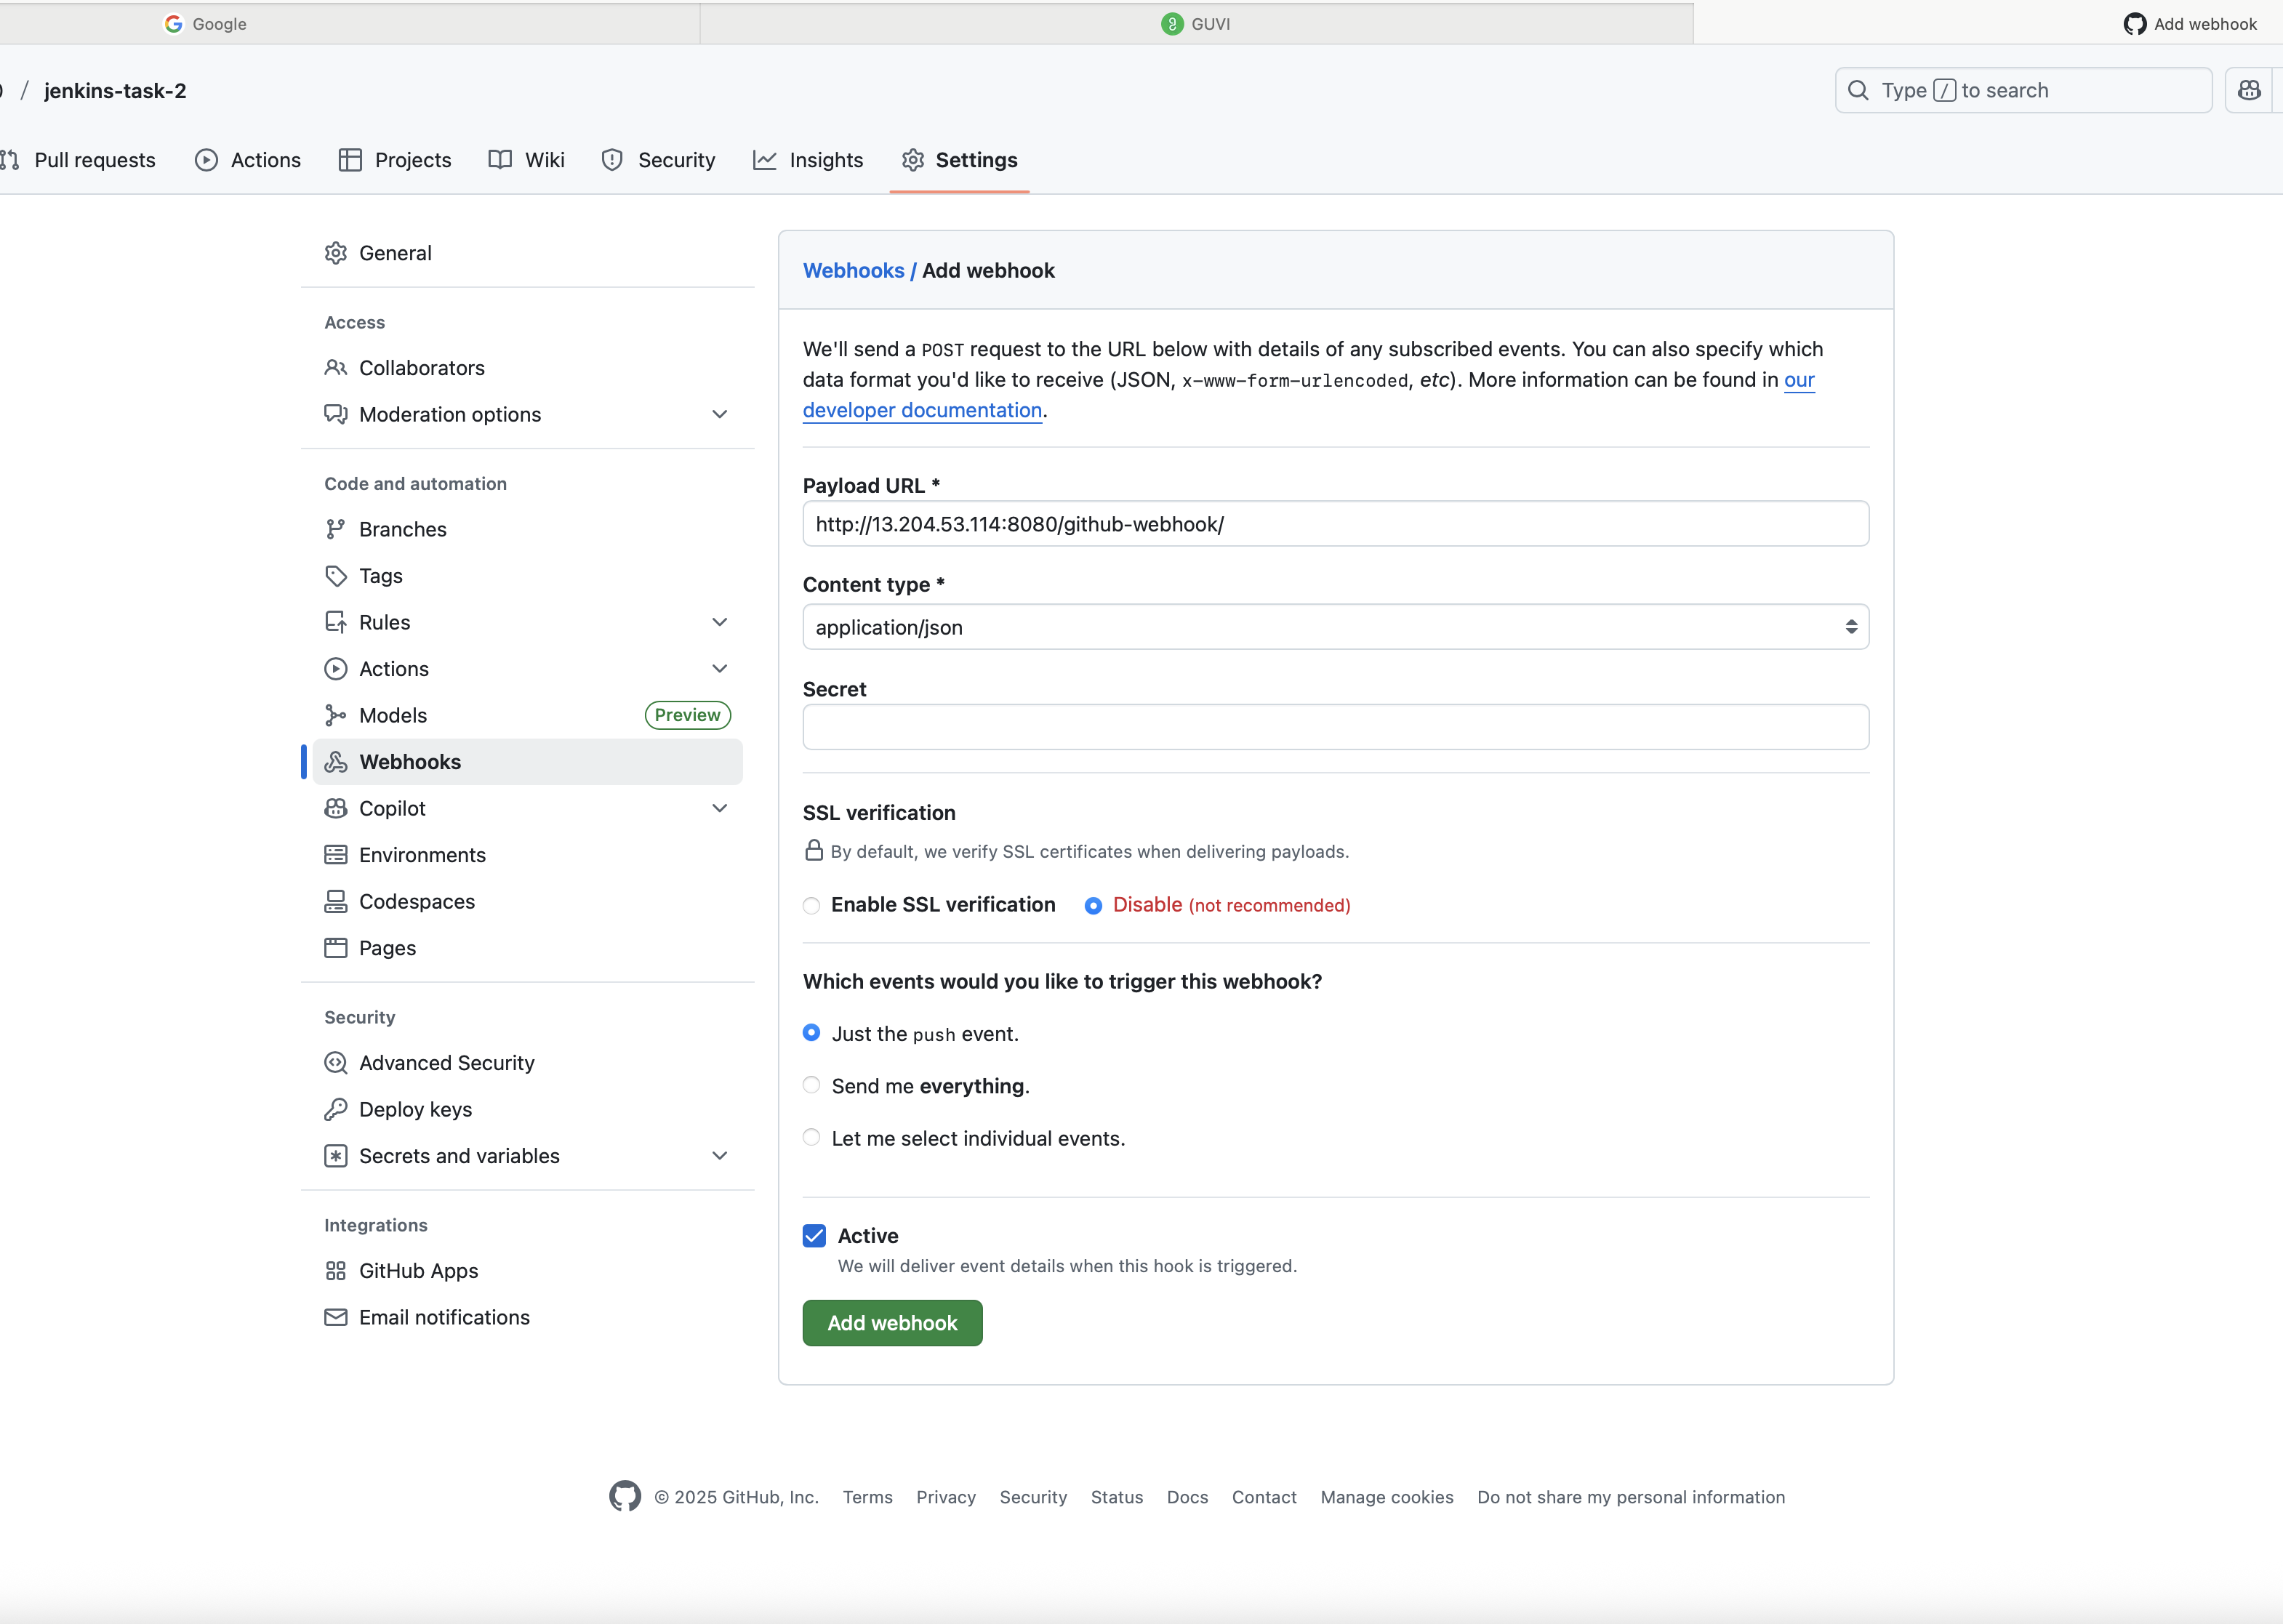 Google
GUVI
Add webhook
/ jenkins-task-2
Type / to search
Pull requests
Actions
Projects
Wiki
Security
Insights
Settings
General
Access
Collaborators
Moderation options
Code and automation
Branches
Tags
Rules
Actions
Models
Preview
Webhooks
Copilot
Environments
Codespaces
Pages
Security
Advanced Security
Deploy keys
Secrets and variables
Integrations
GitHub Apps
Email notifications
Webhooks / Add webhook
We'll send a POST request to the URL below with details of any subscribed events. You can also specify which
data format you'd like to receive (JSON, x-www-form-urlencoded, etc). More information can be found in our
developer documentation.
Payload URL *
http://13.204.53.114:8080/github-webhook/
Content type *
application/json
Secret
SSL verification
By default, we verify SSL certificates when delivering payloads.
Enable SSL verification
Disable (not recommended)
Which events would you like to trigger this webhook?
Just the push event.
Send me everything.
Let me select individual events.
Active
We will deliver event details when this hook is triggered.
Add webhook
© 2025 GitHub, Inc.
Terms
Privacy
Security
Status
Docs
Contact
Manage cookies
Do not share my personal information